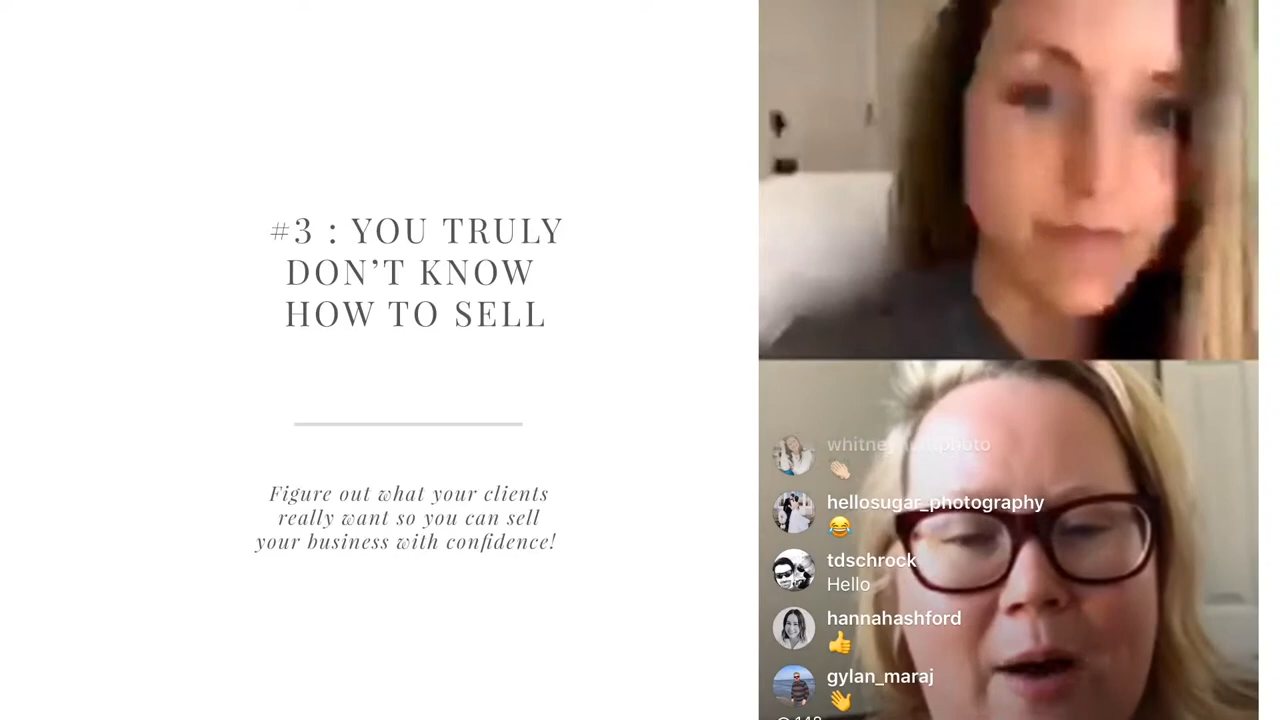 #3 : YOU TRULY
DON’T KNOW
HOW TO SELL
Figure out what your clients
really want so you can sell
your business with confidence!
hellosugar_photography
😂
tdschrock
Hello
hannahashford
👍
gylan_maraj
👋